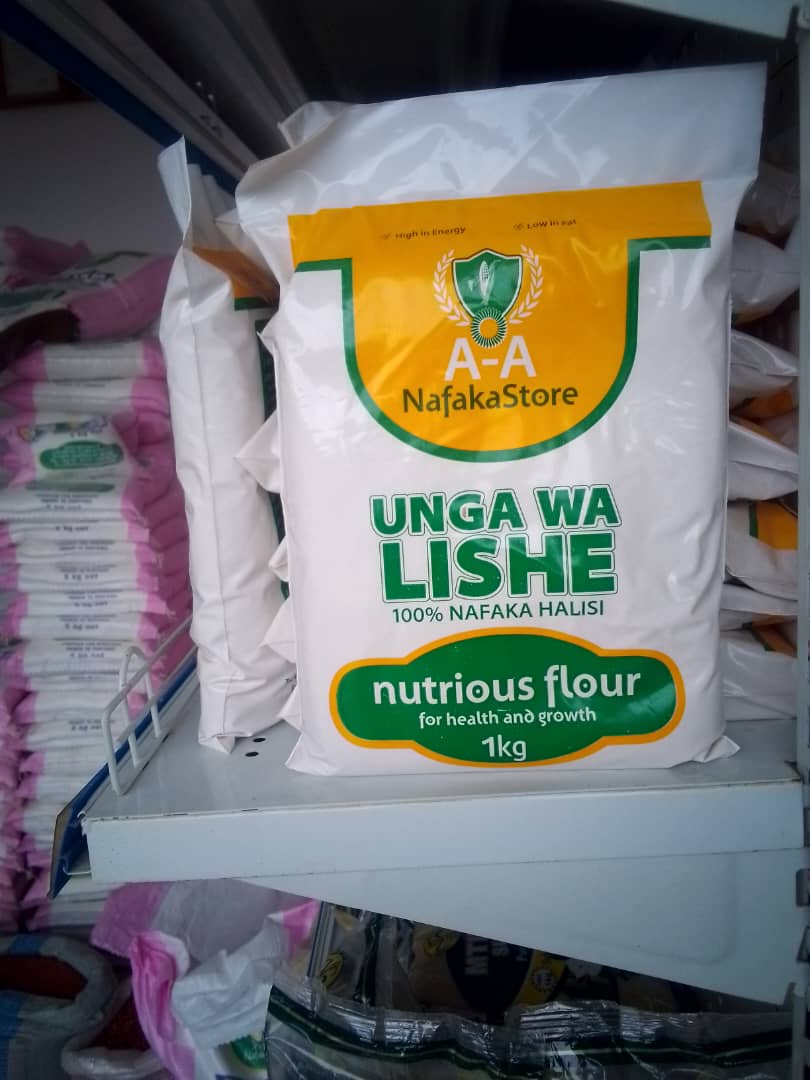 High in Energy
Low in Fat
A-A
NafakaStore
UNGA WA
LISHE
100% NAFAKA HALISI
nutrious flour
for health and growth
1kg